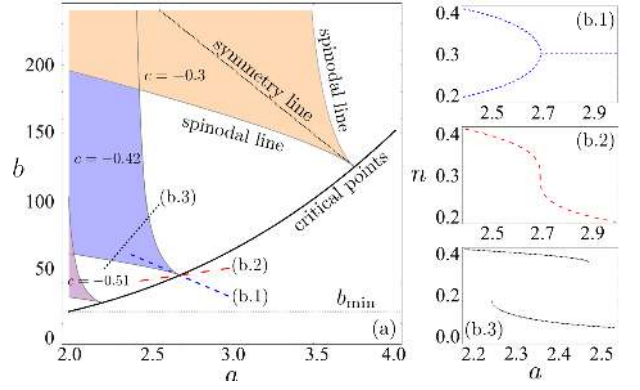 200
150
100
50
0
b
2.0
2.5
3.0
3.5
4.0
a
(a)
c = −0.3
c = −0.42
c = −0.51
symmetry line
spinodal line
spinodal line
critical points
(b.3)
(b.2)
(b.1)
b_min
0.4
0.3
0.2
(b.1)
2.5
2.7
2.9
0.4
0.3
0.2
n
(b.2)
2.5
2.7
2.9
0.4
0.2
0.0
(b.3)
2.2
2.3
2.4
2.5
a